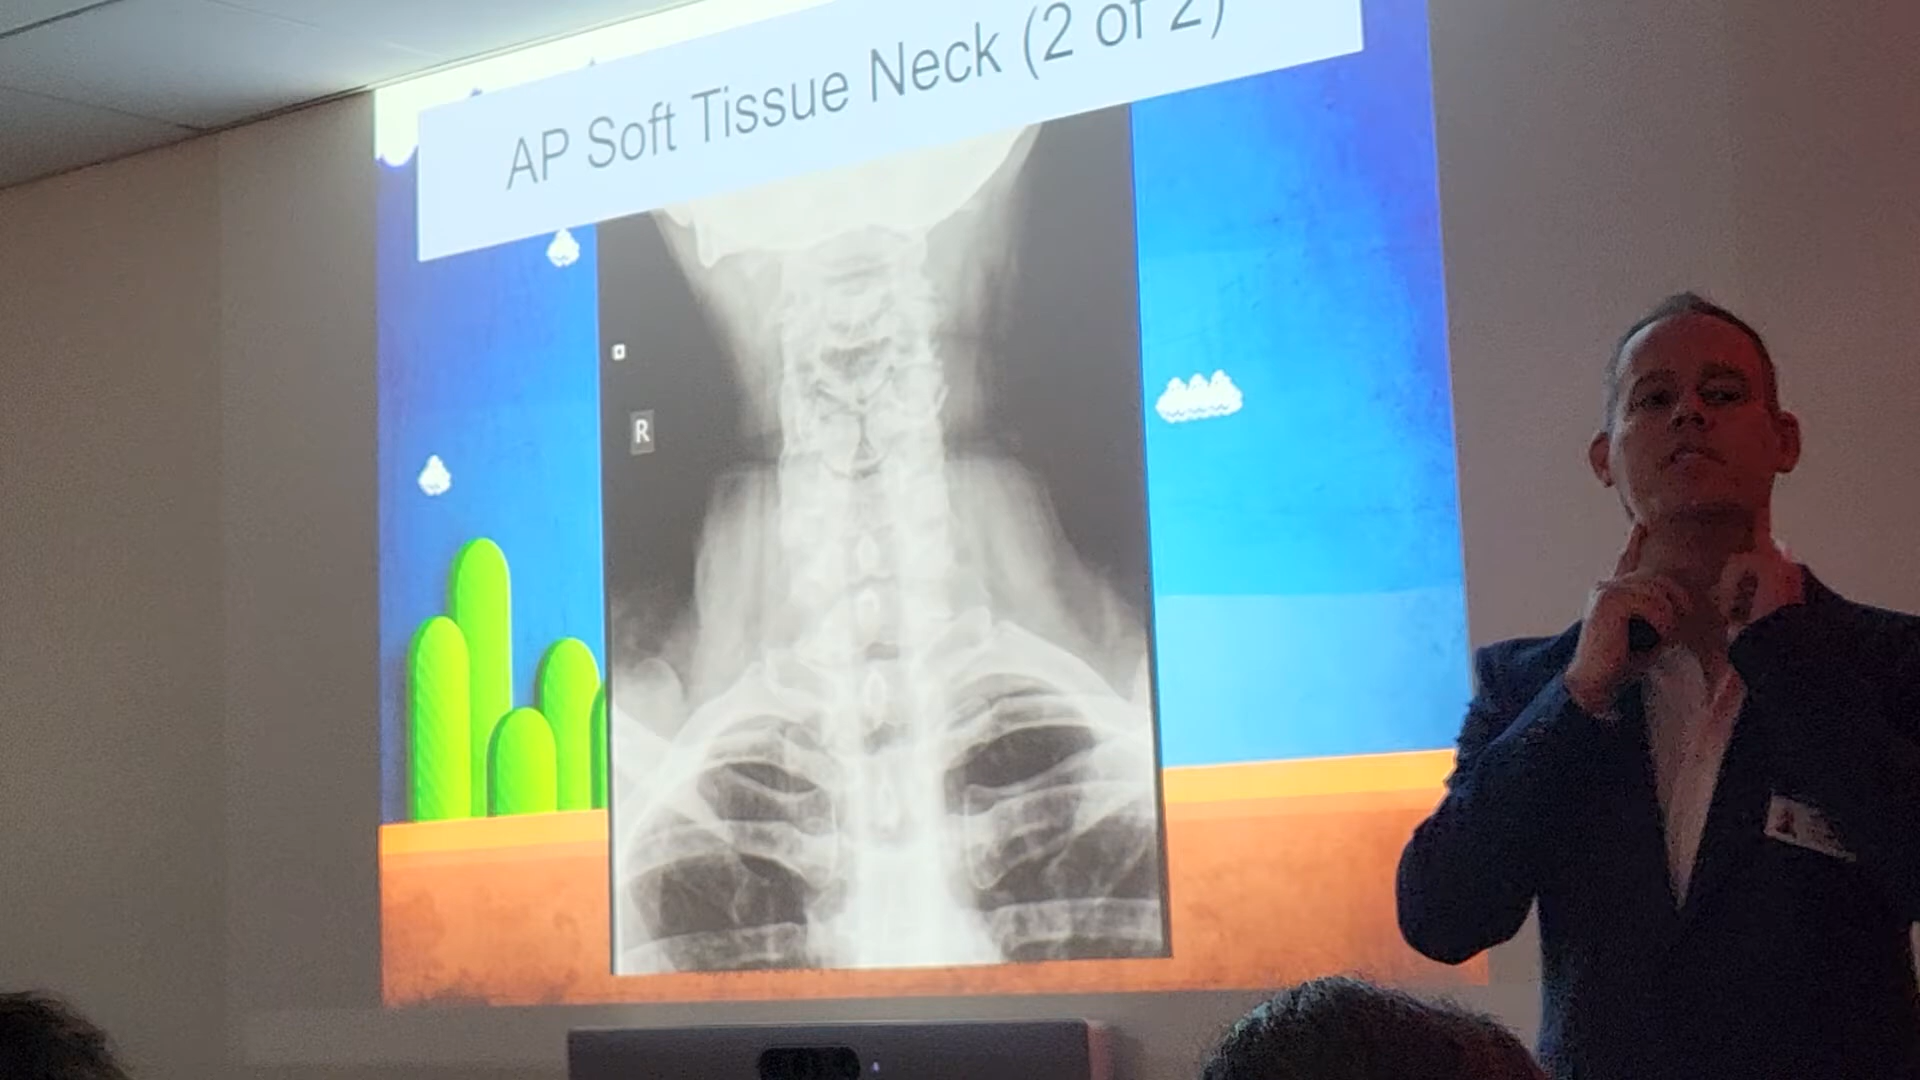 AP Soft Tissue Neck (2 of 2)
R